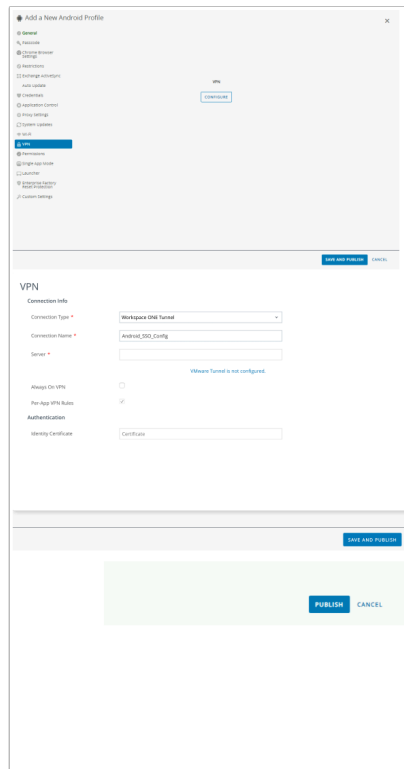 Add a New Android Profile
×
General
Passcode
Chrome Browser
Settings
Restrictions
Exchange ActiveSync
Auto Update
Credentials
Application Control
Proxy Settings
System Updates
Wi-Fi
VPN
Permissions
Single App Mode
Launcher
Enterprise Factory
Reset Protection
Custom Settings
VPN
CONFIGURE
SAVE AND PUBLISH CANCEL
VPN
Connection Info
Connection Type * Workspace ONE Tunnel
Connection Name * Android_SSO_Config
Server *
VMware Tunnel is not configured.
Always On VPN
Per-App VPN Rules
Authentication
Identity Certificate Certificate
SAVE AND PUBLISH
PUBLISH CANCEL